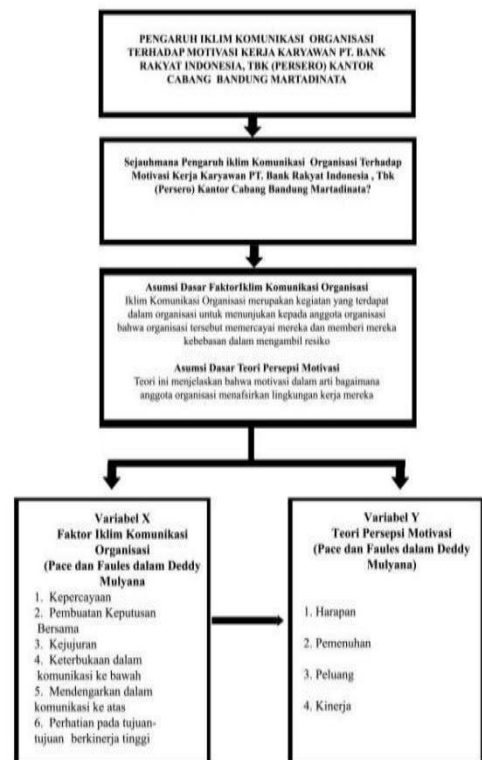 PENGARUH IKLIM KOMUNIKASI ORGANISASI
TERHADAP MOTIVASI KERJA KARYAWAN PT. BANK
RAKYAT INDONESIA, TBK (PERSERO) KANTOR
CABANG BANDUNG MARTADINATA
Sejauhmana Pengaruh iklim Komunikasi Organisasi Terhadap
Motivasi Kerja Karyawan PT. Bank Rakyat Indonesia , Tbk
(Persero) Kantor Cabang Bandung Martadinata?
Asumsi Dasar FaktorIklim Komunikasi Organisasi
Iklim Komunikasi Organisasi merupakan kegiatan yang terdapat
dalam organisasi untuk menunjukan kepada anggota organisasi
bahwa organisasi tersebut memercayai mereka dan memberi mereka
kebebasan dalam mengambil resiko
Asumsi Dasar Teori Persepsi Motivasi
Teori ini menjelaskan bahwa motivasi dalam arti bagaimana
anggota organisasi menafsirkan lingkungan kerja mereka
Variabel X
Faktor Iklim Komunikasi
Organisasi
(Pace dan Faules dalam Deddy
Mulyana
1. Kepercayaan
2. Pembuatan Keputusan
Bersama
3. Kejujuran
4. Keterbukaan dalam
komunikasi ke bawah
5. Mendengarkan dalam
komunikasi ke atas
6. Perhatian pada tujuan-
tujuan berkinerja tinggi
Variabel Y
Teori Persepsi Motivasi
(Pace dan Faules dalam Deddy
Mulyana)
1. Harapan
2. Pemenuhan
3. Peluang
4. Kinerja